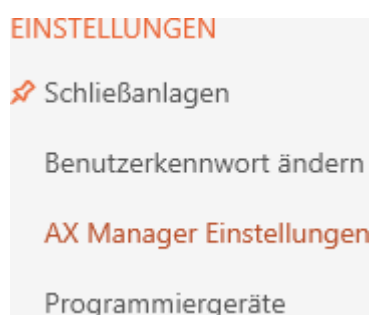 EINSTELLUNGEN
Schließanlagen
Benutzerkennwort ändern
AX Manager Einstellungen
Programmiergeräte